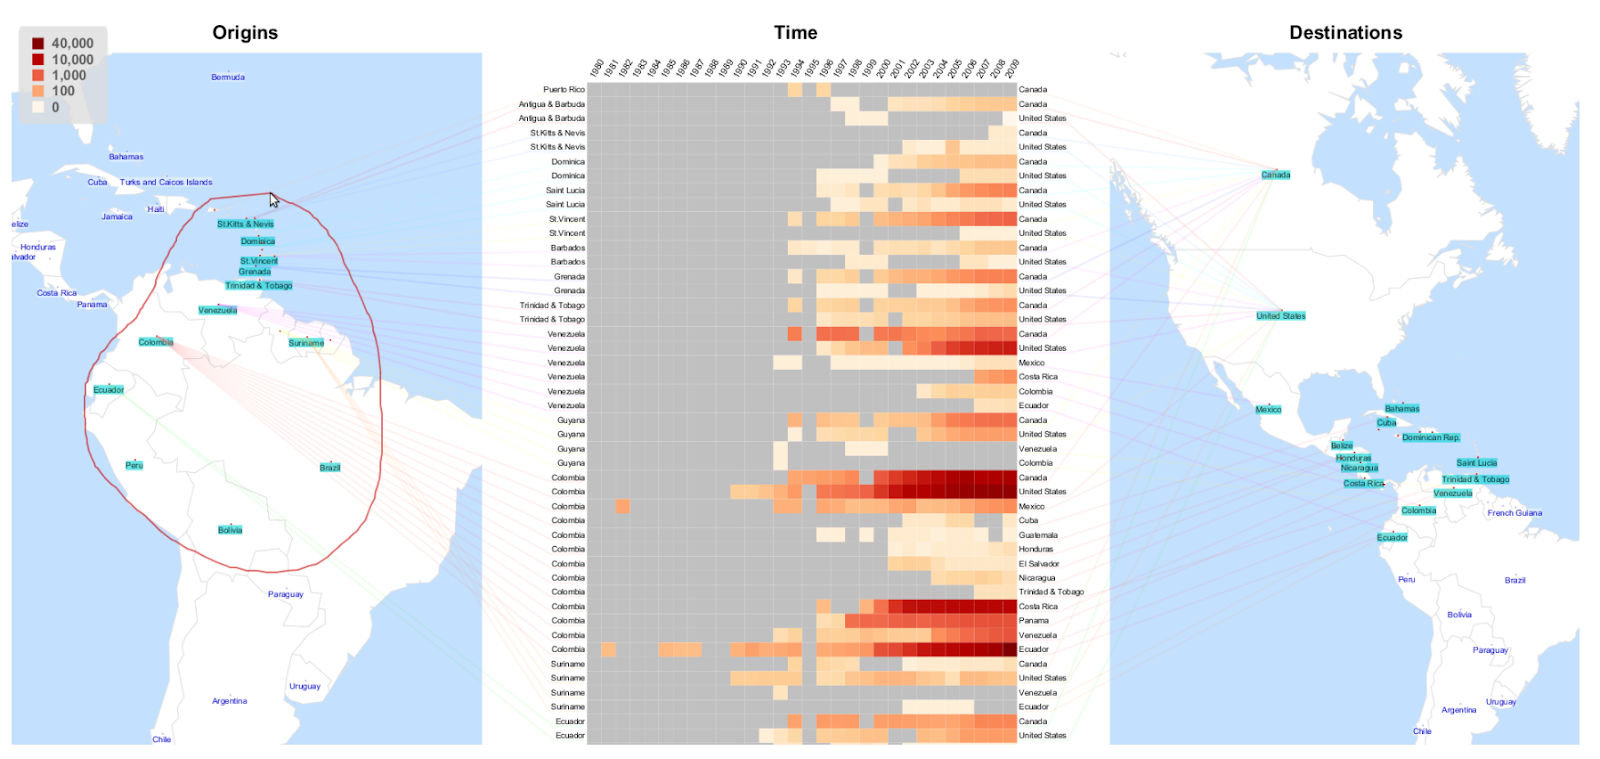 Origins
Time
Destinations
40,000
10,000
1,000
100
0
Bermuda
Bahamas
Cuba
Turks and Caicos Islands
Haiti
Jamaica
elize
Honduras
alvador
Costa Rica
Panama
St.Kitts & Nevis
Dominica
St.Vincent
Grenada
Trinidad & Tobago
Venezuela
Colombia
Suriname
Ecuador
Peru
Brazil
Bolivia
Paraguay
Uruguay
Argentina
Chile
1980 1981 1982 1983 1984 1985 1986 1987 1988 1989 1990 1991 1992 1993 1994 1995 1996 1997 1998 1999 2000 2001 2002 2003 2004 2005 2006 2007 2008 2009
Puerto Rico Canada
Antigua & Barbuda Canada
Antigua & Barbuda United States
St.Kitts & Nevis Canada
St.Kitts & Nevis United States
Dominica Canada
Dominica United States
Saint Lucia Canada
Saint Lucia United States
St.Vincent Canada
St.Vincent United States
Barbados Canada
Barbados United States
Grenada Canada
Grenada United States
Trinidad & Tobago Canada
Trinidad & Tobago United States
Venezuela Canada
Venezuela United States
Venezuela Mexico
Venezuela Costa Rica
Venezuela Colombia
Venezuela Ecuador
Guyana Canada
Guyana United States
Guyana Venezuela
Guyana Colombia
Colombia Canada
Colombia United States
Colombia Mexico
Colombia Cuba
Colombia Guatemala
Colombia Honduras
Colombia El Salvador
Colombia Nicaragua
Colombia Trinidad & Tobago
Colombia Costa Rica
Colombia Panama
Colombia Venezuela
Colombia Ecuador
Suriname Canada
Suriname United States
Suriname Venezuela
Suriname Ecuador
Ecuador Canada
Ecuador United States
Canada
United States
Mexico
Bahamas
Cuba
Dominican Rep.
Belize
Honduras
Nicaragua
Saint Lucia
Costa Rica
Trinidad & Tobago
Venezuela
Colombia
French Guiana
Ecuador
Peru
Brazil
Bolivia
Paraguay
Uruguay
Argentina
Chile